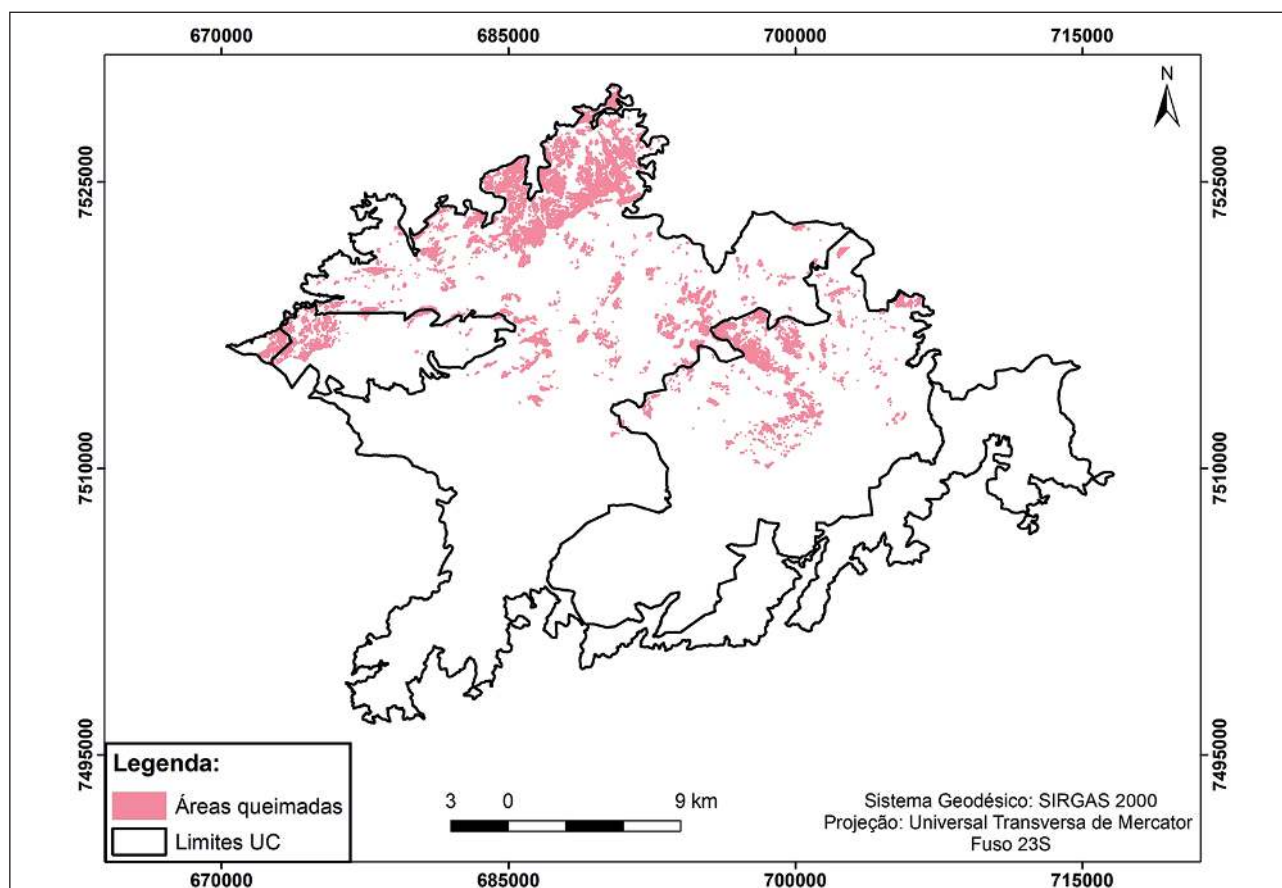 670000 685000 700000 715000
N
7525000 7525000
7510000 7510000
7495000 7495000
Legenda:
Áreas queimadas
Limites UC
3 0 9 km
Sistema Geodésico: SIRGAS 2000
Projeção: Universal Transversa de Mercator
Fuso 23S
670000 685000 700000 715000